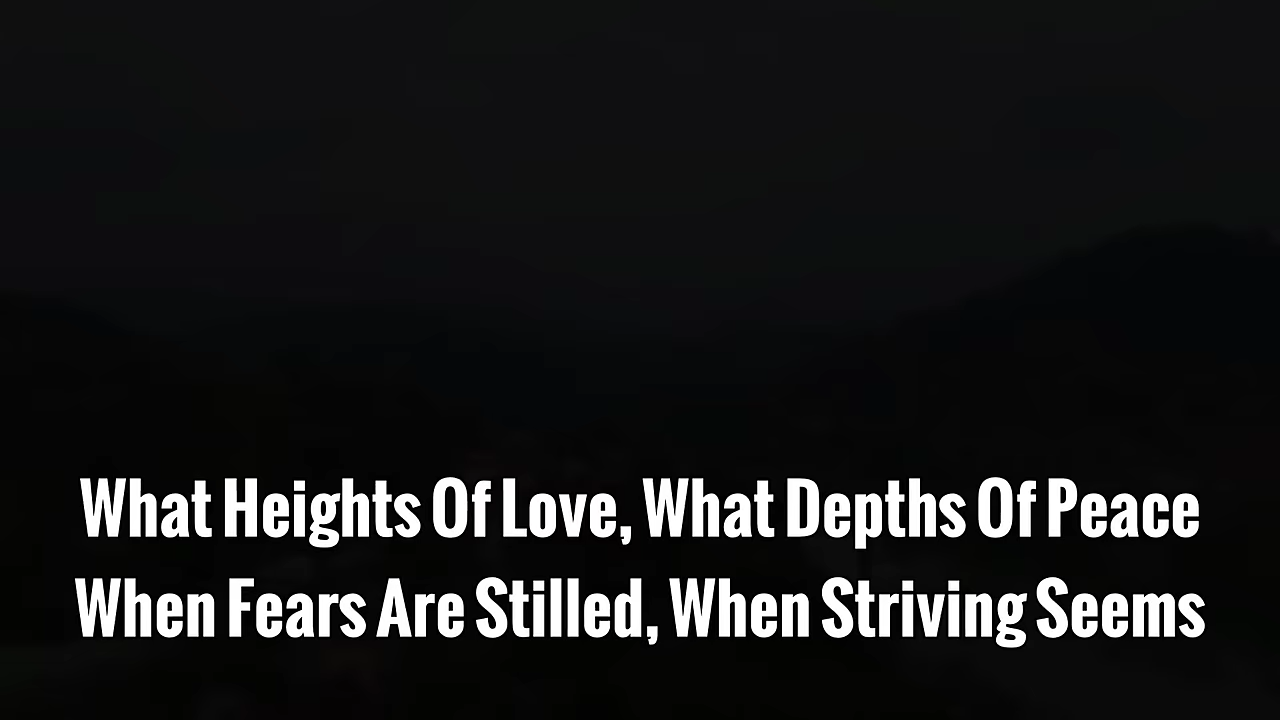 What Heights Of Love, What Depths Of Peace
When Fears Are Stilled, When Striving Seems